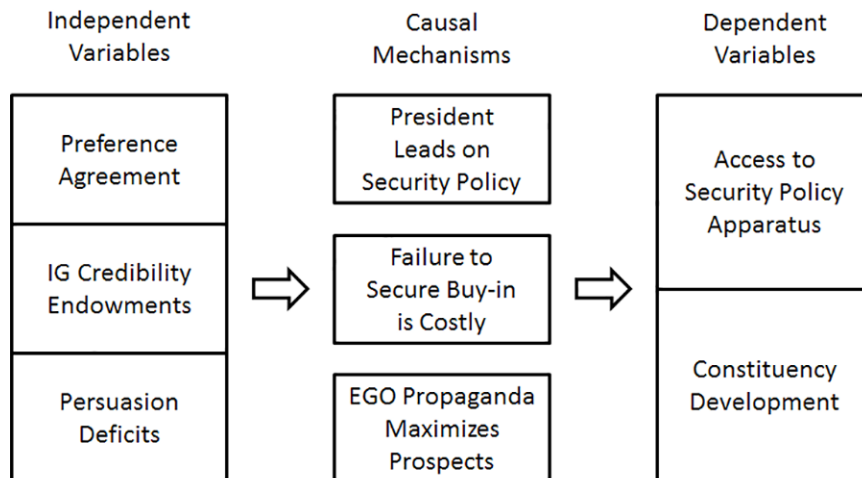 Independent
Variables
Causal
Mechanisms
Dependent
Variables
Preference
Agreement
IG Credibility
Endowments
Persuasion
Deficits
President
Leads on
Security Policy
Failure to
Secure Buy-in
is Costly
EGO Propaganda
Maximizes
Prospects
Access to
Security Policy
Apparatus
Constituency
Development